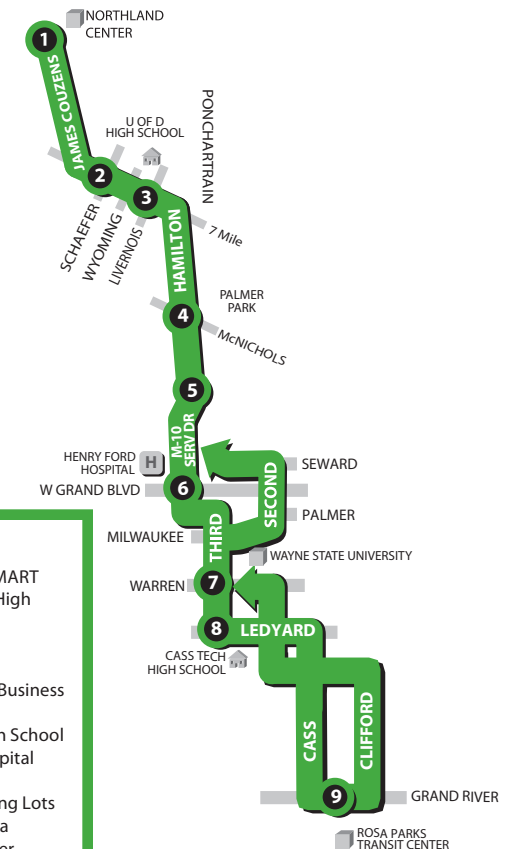 1
NORTHLAND
CENTER
JAMES COUZENS
U OF D
HIGH SCHOOL
PONCHARTRAIN
2
3
SCHAEFER
WYOMING
LIVERNOIS
7 Mile
HAMILTON
PALMER
PARK
4
McNICHOLS
5
M-10
SERV DR
HENRY FORD
HOSPITAL
H
SEWARD
W GRAND BLVD
6
SECOND
PALMER
MILWAUKEE
THIRD
WAYNE STATE UNIVERSITY
WARREN
7
8
LEDYARD
CASS TECH
HIGH SCHOOL
CASS
CLIFFORD
9
GRAND RIVER
ROSA PARKS
TRANSIT CENTER
MART
High
Business
School
pital
ng Lots
a